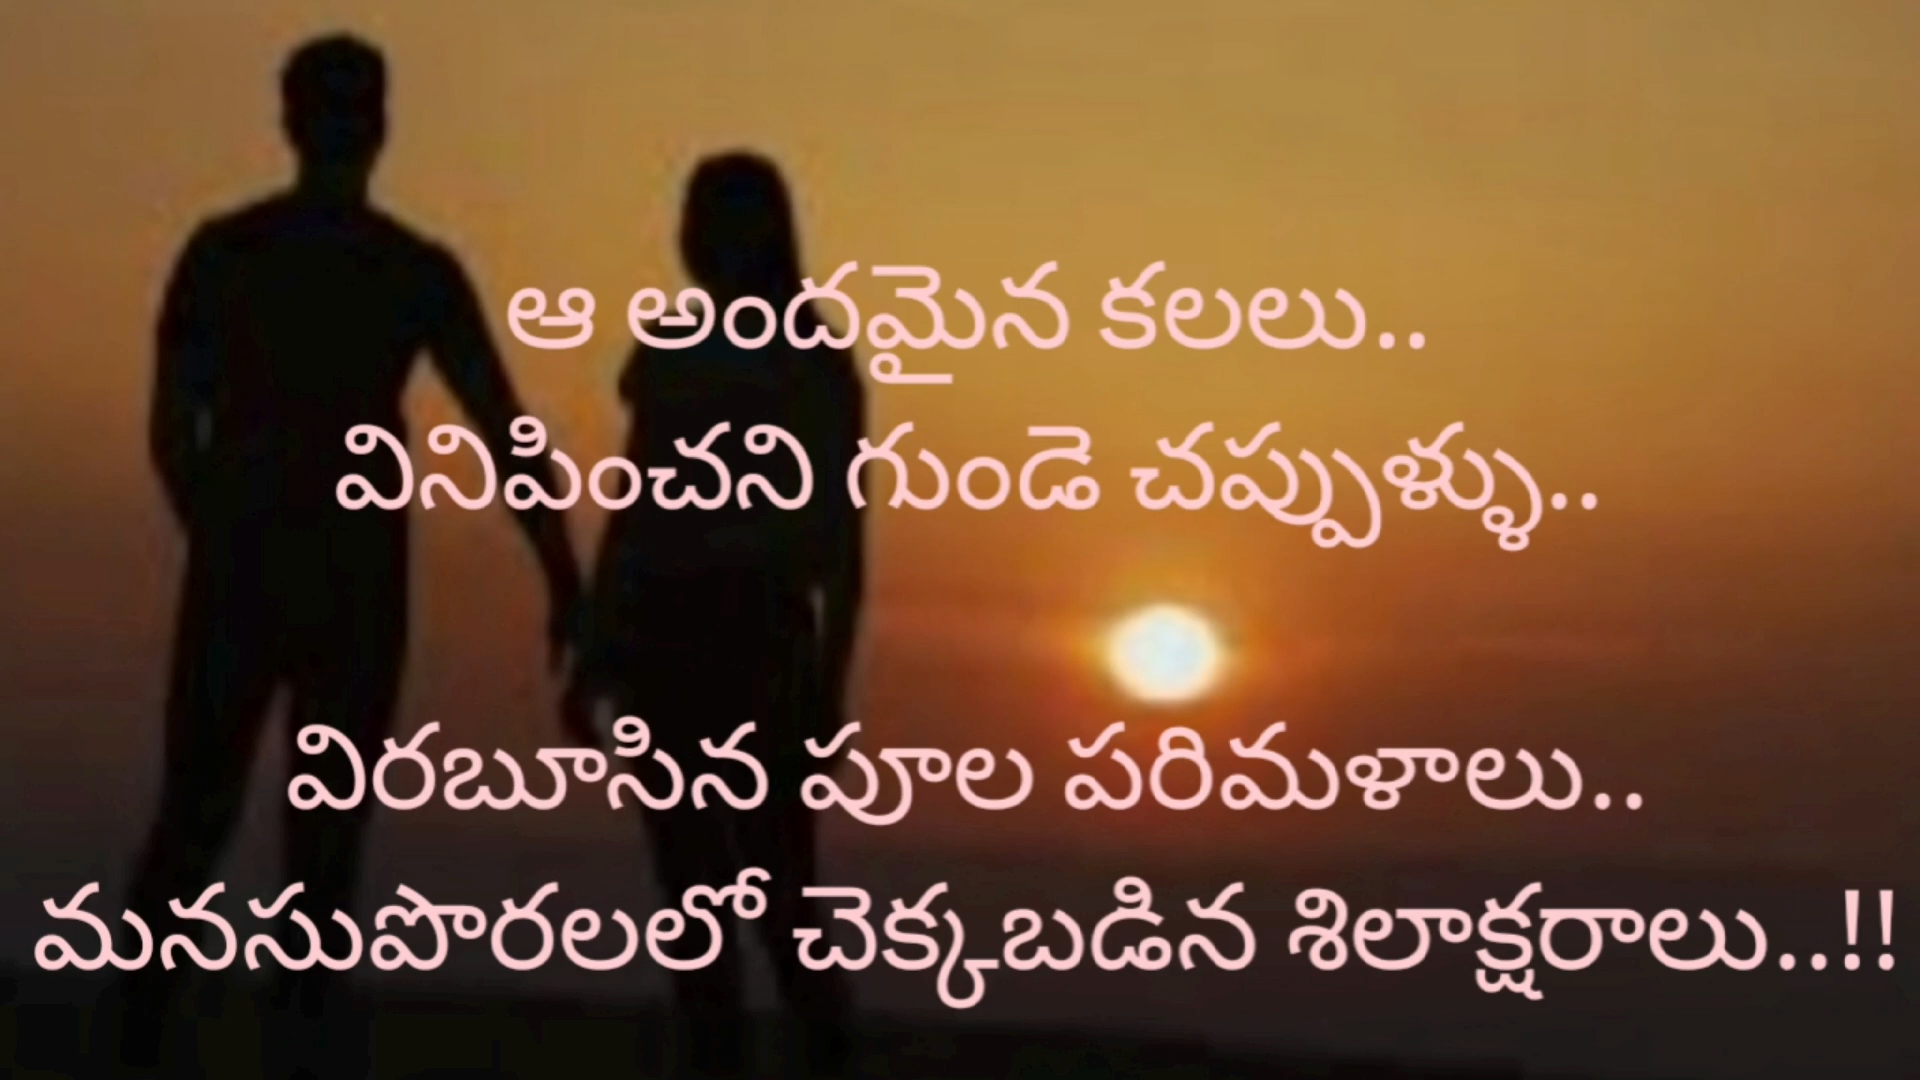 ఆ అందమైన కలలు..
వినిపించని గుండె చప్పుళ్ళు..
విరబూసిన పూల పరిమళాలు..
మనసుపొరలలో చెక్కబడిన శిలాక్షరాలు..!!